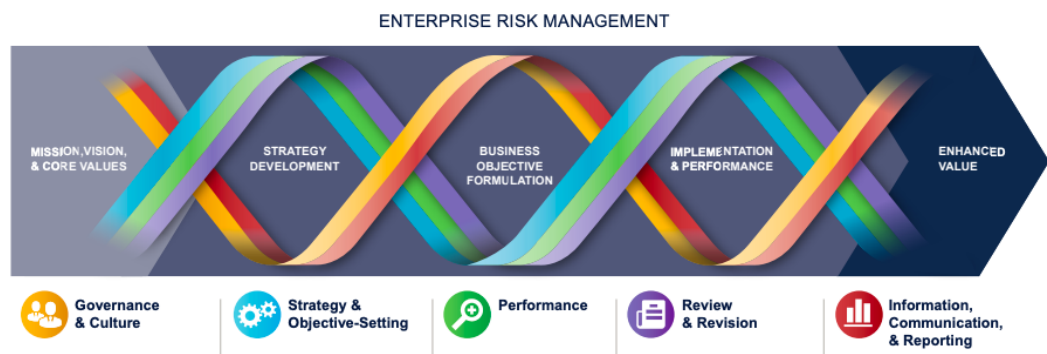 ENTERPRISE RISK MANAGEMENT
MISSION, VISION,
& CORE VALUES
STRATEGY
DEVELOPMENT
BUSINESS
OBJECTIVE
FORMULATION
IMPLEMENTATION
& PERFORMANCE
ENHANCED
VALUE
Governance
& Culture
Strategy &
Objective-Setting
Performance
Review
& Revision
Information,
Communication,
& Reporting